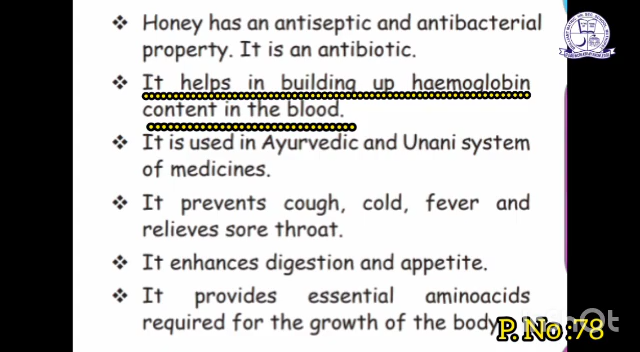 ❖ Honey has an antiseptic and antibacterial
property. It is an antibiotic.
❖ It helps in building up haemoglobin
content in the blood.
❖ It is used in Ayurvedic and Unani system
of medicines.
❖ It prevents cough, cold, fever and
relieves sore throat.
❖ It enhances digestion and appetite.
❖ It provides essential aminoacids
required for the growth of the body
P.No:78